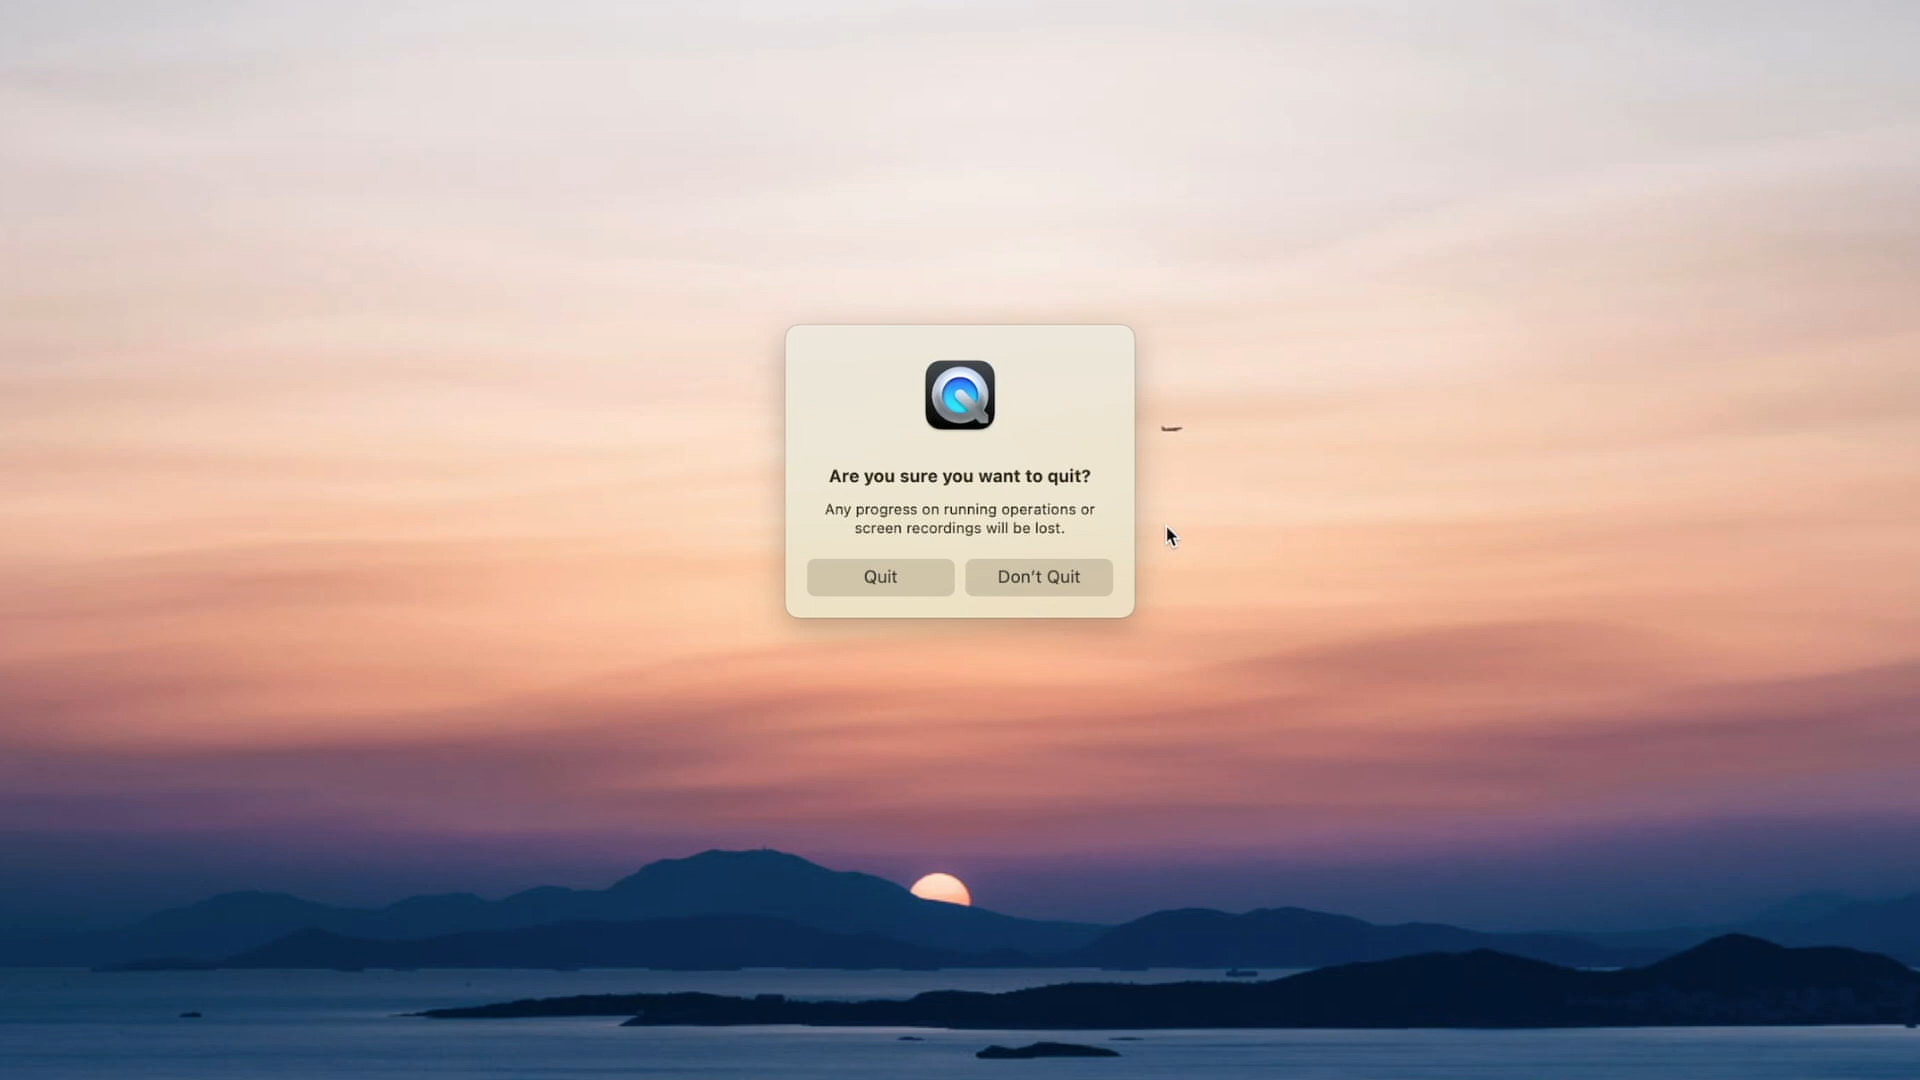 Are you sure you want to quit?
Any progress on running operations or
screen recordings will be lost.
Quit
Don’t Quit